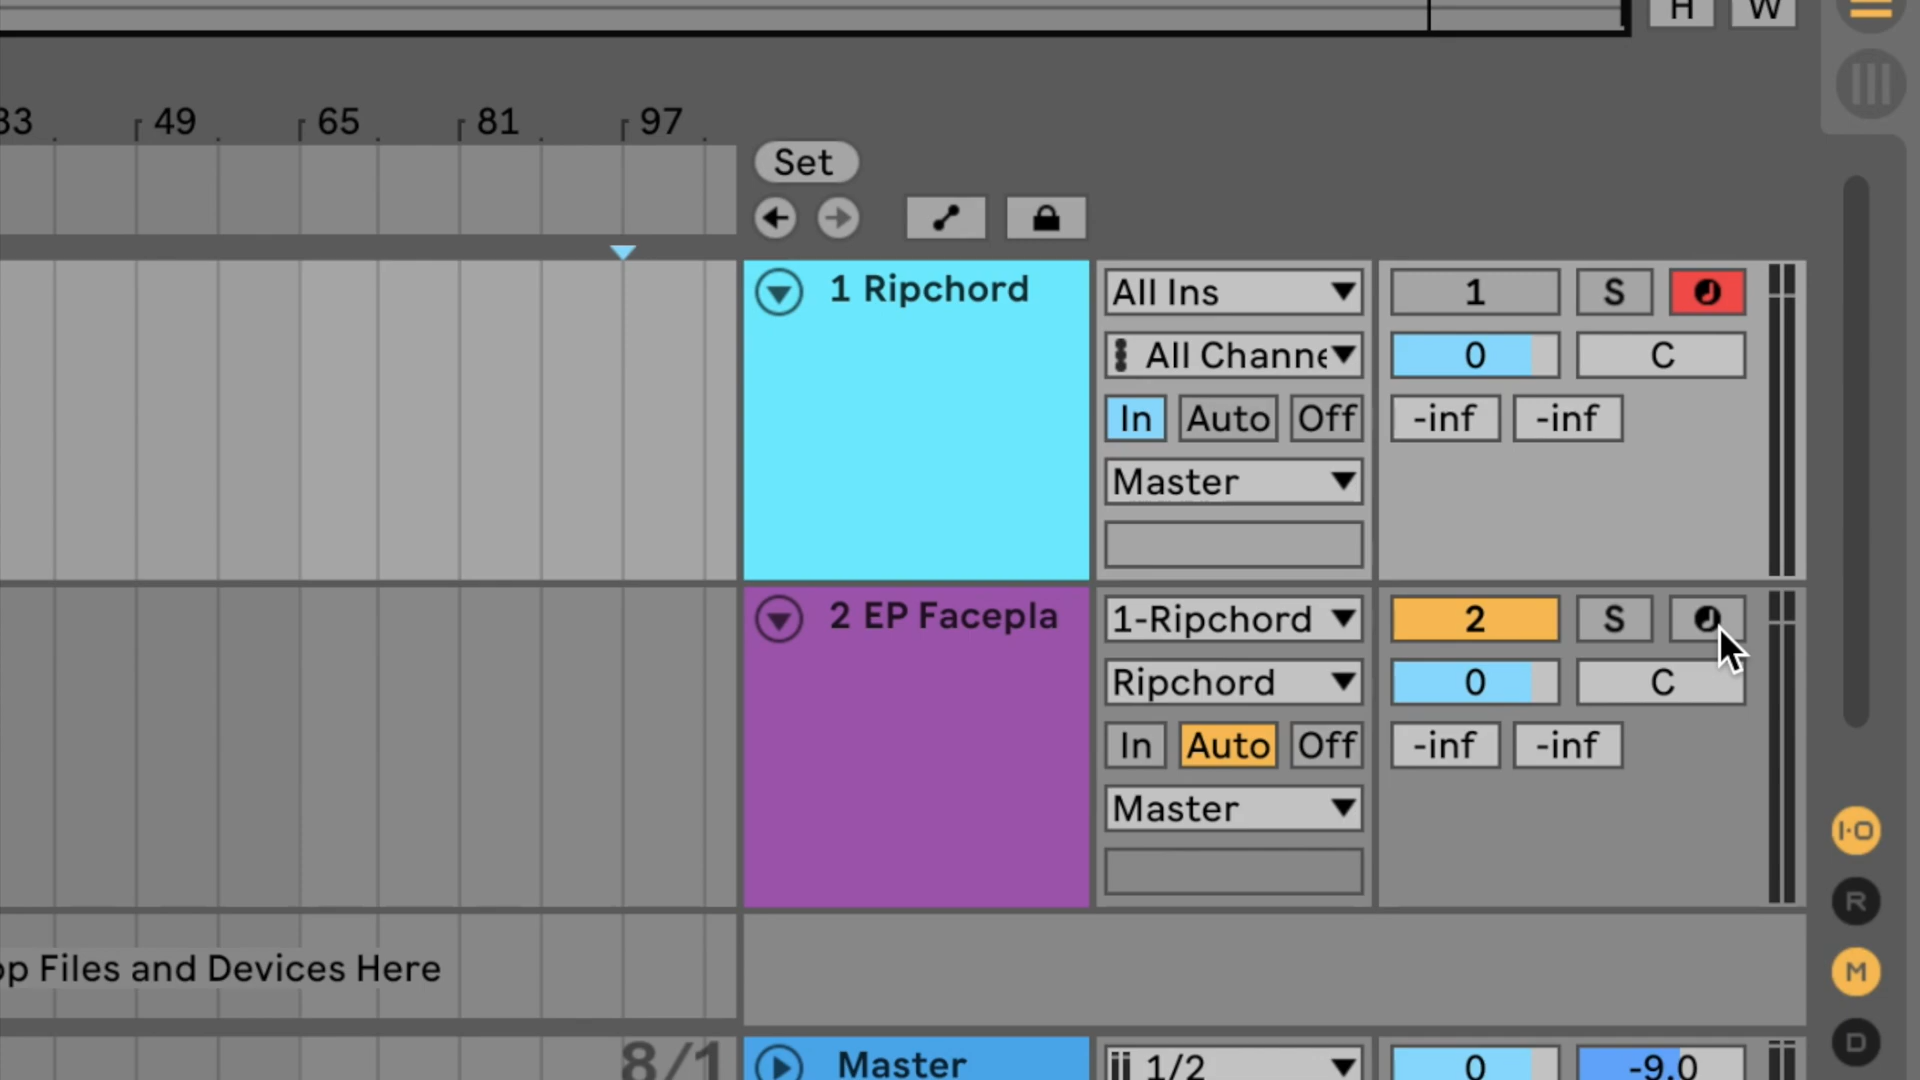 H W
33 49 65 81 97
Set
1 Ripchord All Ins 1 S
All Channe 0 C
In Auto Off -inf -inf
Master
2 EP Facepla 1-Ripchord 2 S
Ripchord 0 C
In Auto Off -inf -inf
Master
I·O
R
op Files and Devices Here M
D
8/1 Master 1/2 0 -9.0